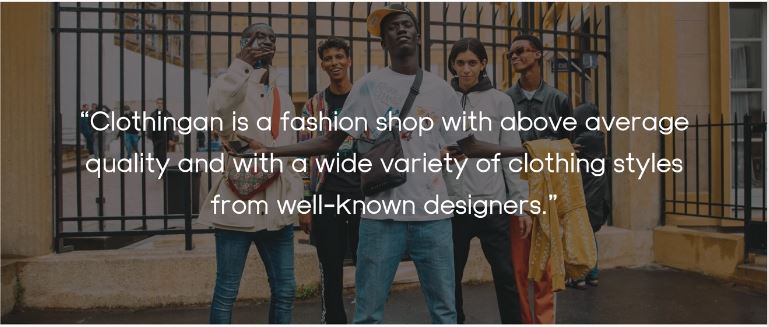 “Clothingan is a fashion shop with above average
quality and with a wide variety of clothing styles
from well-known designers.”